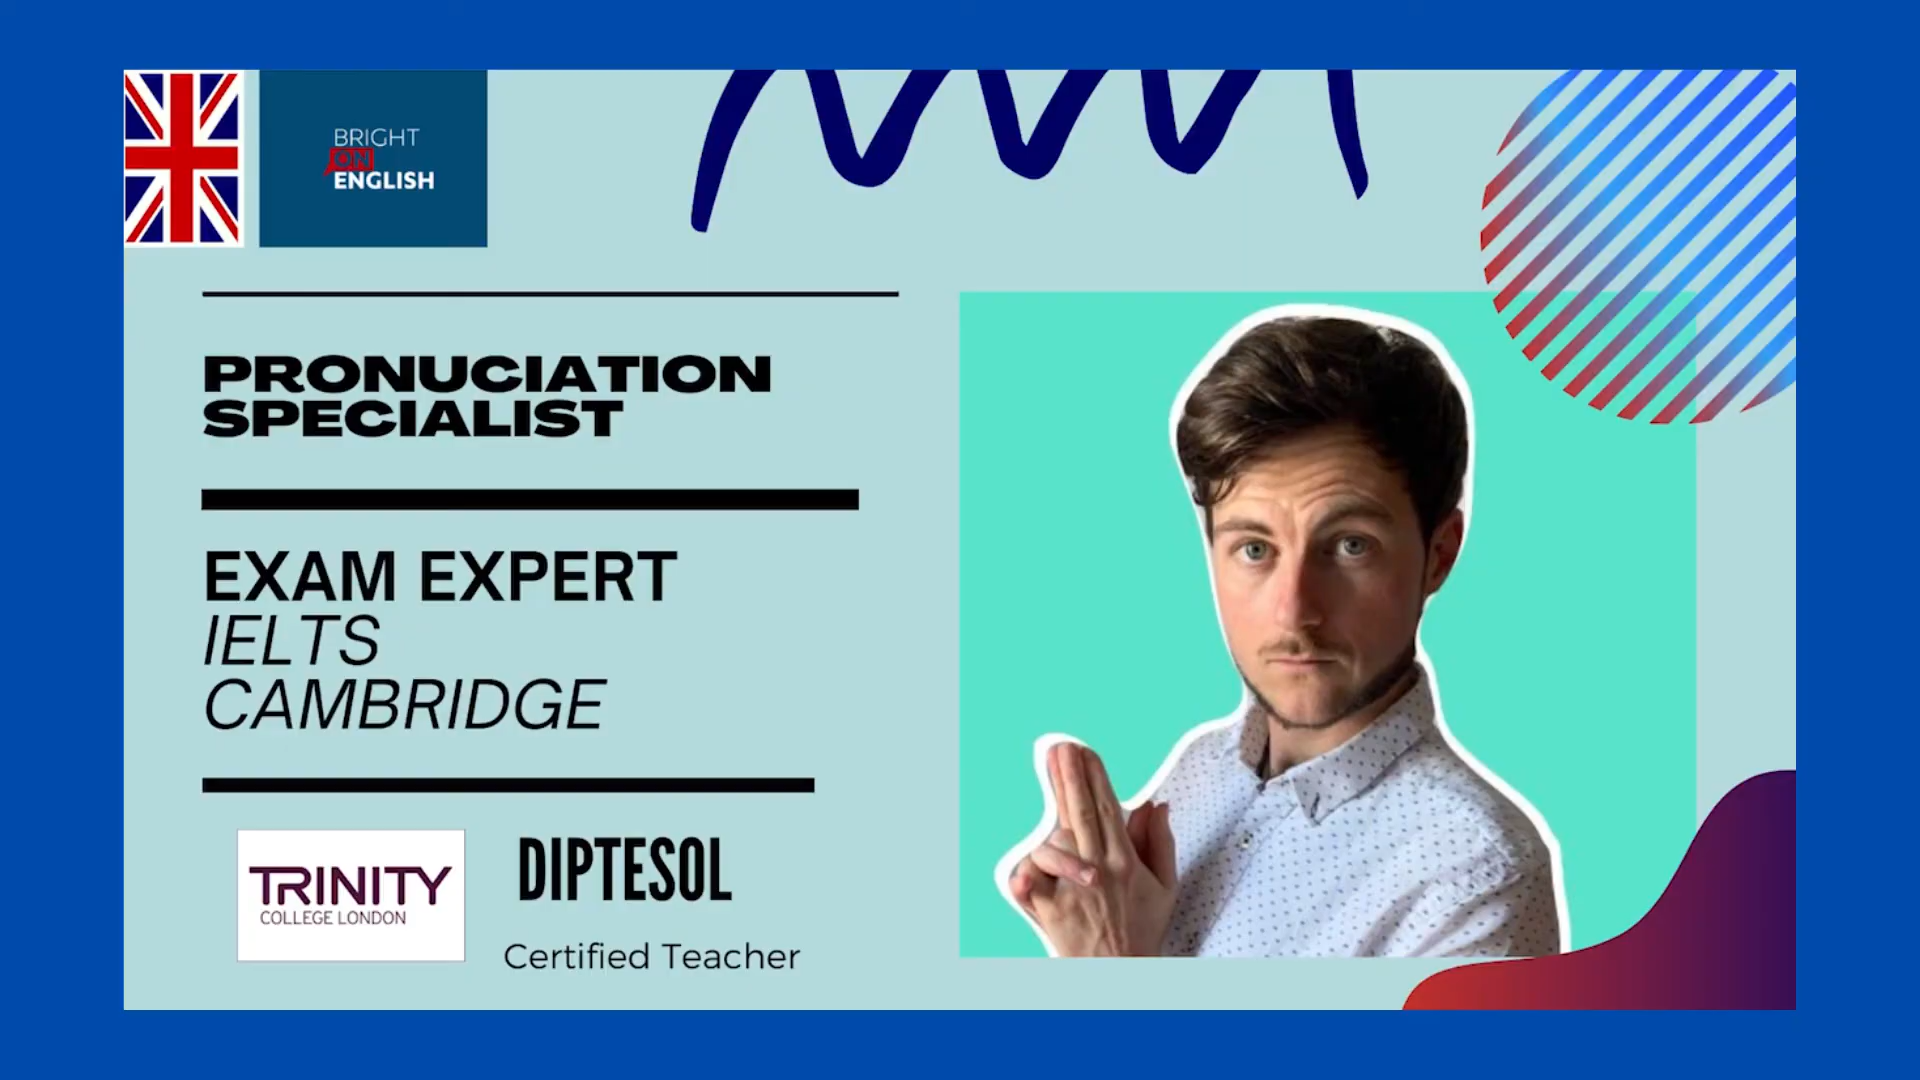 BRIGHT
ON
ENGLISH
PRONUCIATION
SPECIALIST
EXAM EXPERT
IELTS
CAMBRIDGE
TRINITY
COLLEGE LONDON
DIPTESOL
Certified Teacher